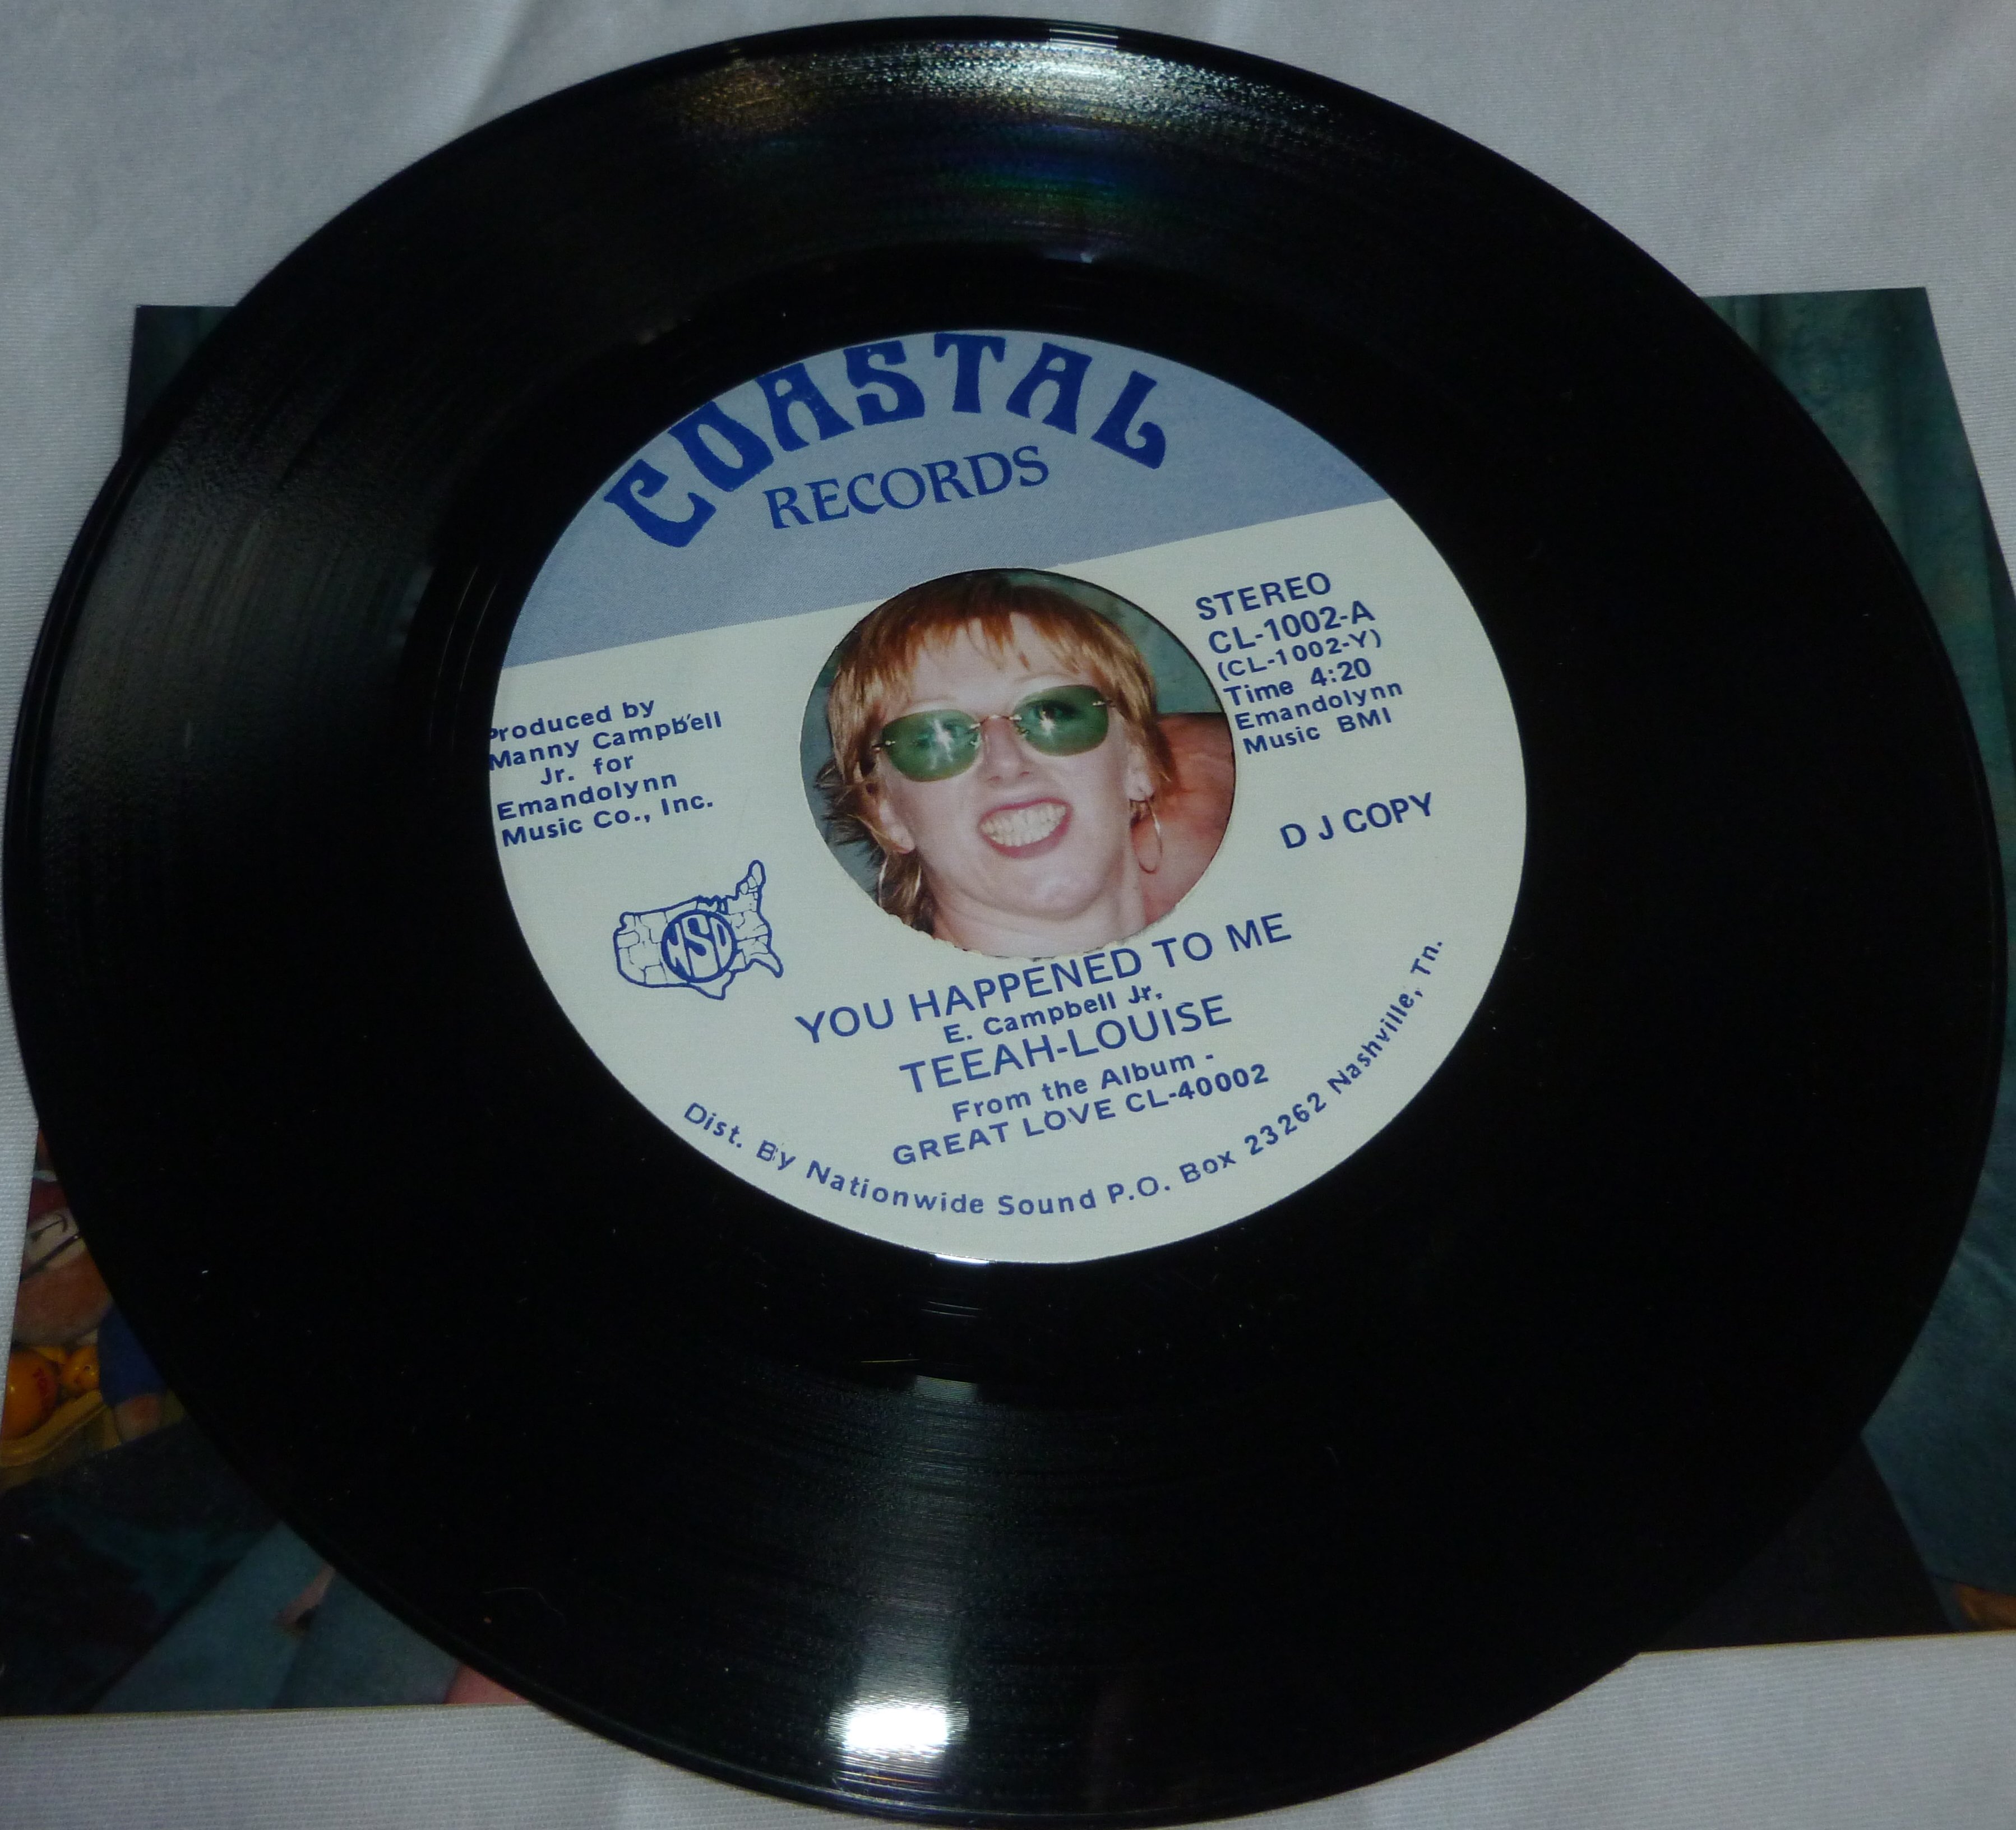 COASTAL
RECORDS
STEREO
CL-1002-A
(CL-1002-Y)
Time 4:20
Emandolynn
Music BMI
Produced by
Manny Campbell
Jr. for
Emandolynn
Music Co., Inc.
D J COPY
NSD
YOU HAPPENED TO ME
E. Campbell Jr.
TEEAH-LOUISE
From the Album -
GREAT LOVE CL-40002
Dist. By Nationwide Sound P.O. Box 23262 Nashville, Tn.